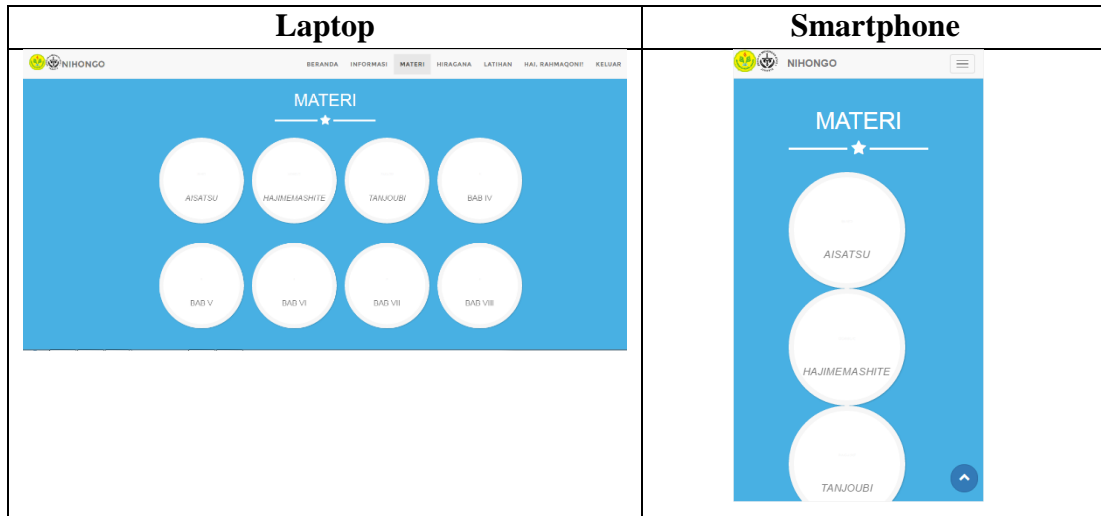 Laptop
Smartphone
NIHONGO
BERANDA INFORMASI MATERI HIRAGANA LATIHAN HAI, RAHMAQONI! KELUAR
MATERI
AISATSU HAJIMEMASHITE TANJOUBI BAB IV
BAB V BAB VI BAB VII BAB VIII
NIHONGO
MATERI
AISATSU
HAJIMEMASHITE
TANJOUBI